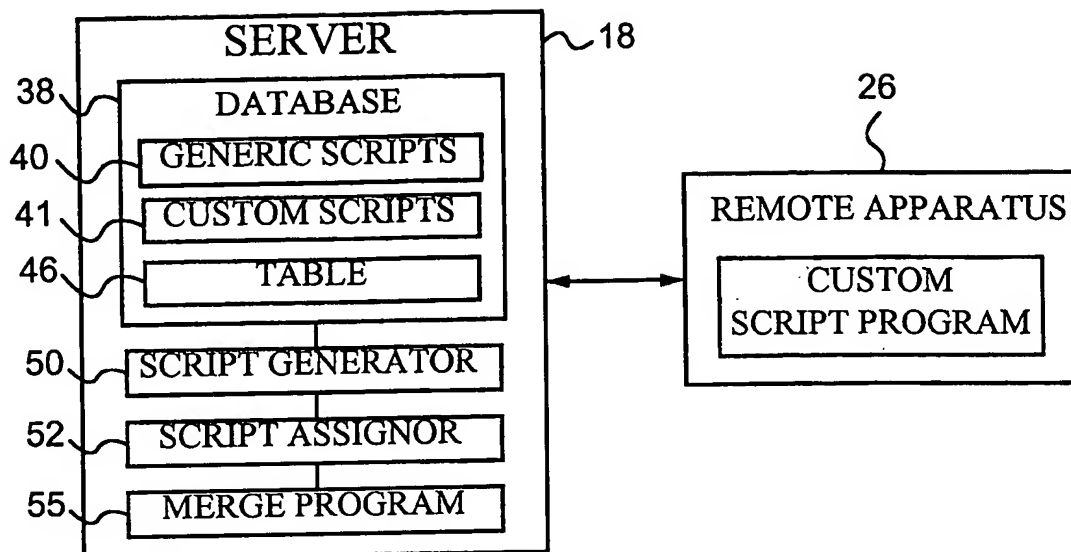 SERVER
18
38
DATABASE
40
GENERIC SCRIPTS
41
CUSTOM SCRIPTS
46
TABLE
50
SCRIPT GENERATOR
52
SCRIPT ASSIGNOR
55
MERGE PROGRAM
26
REMOTE APPARATUS
CUSTOM
SCRIPT PROGRAM